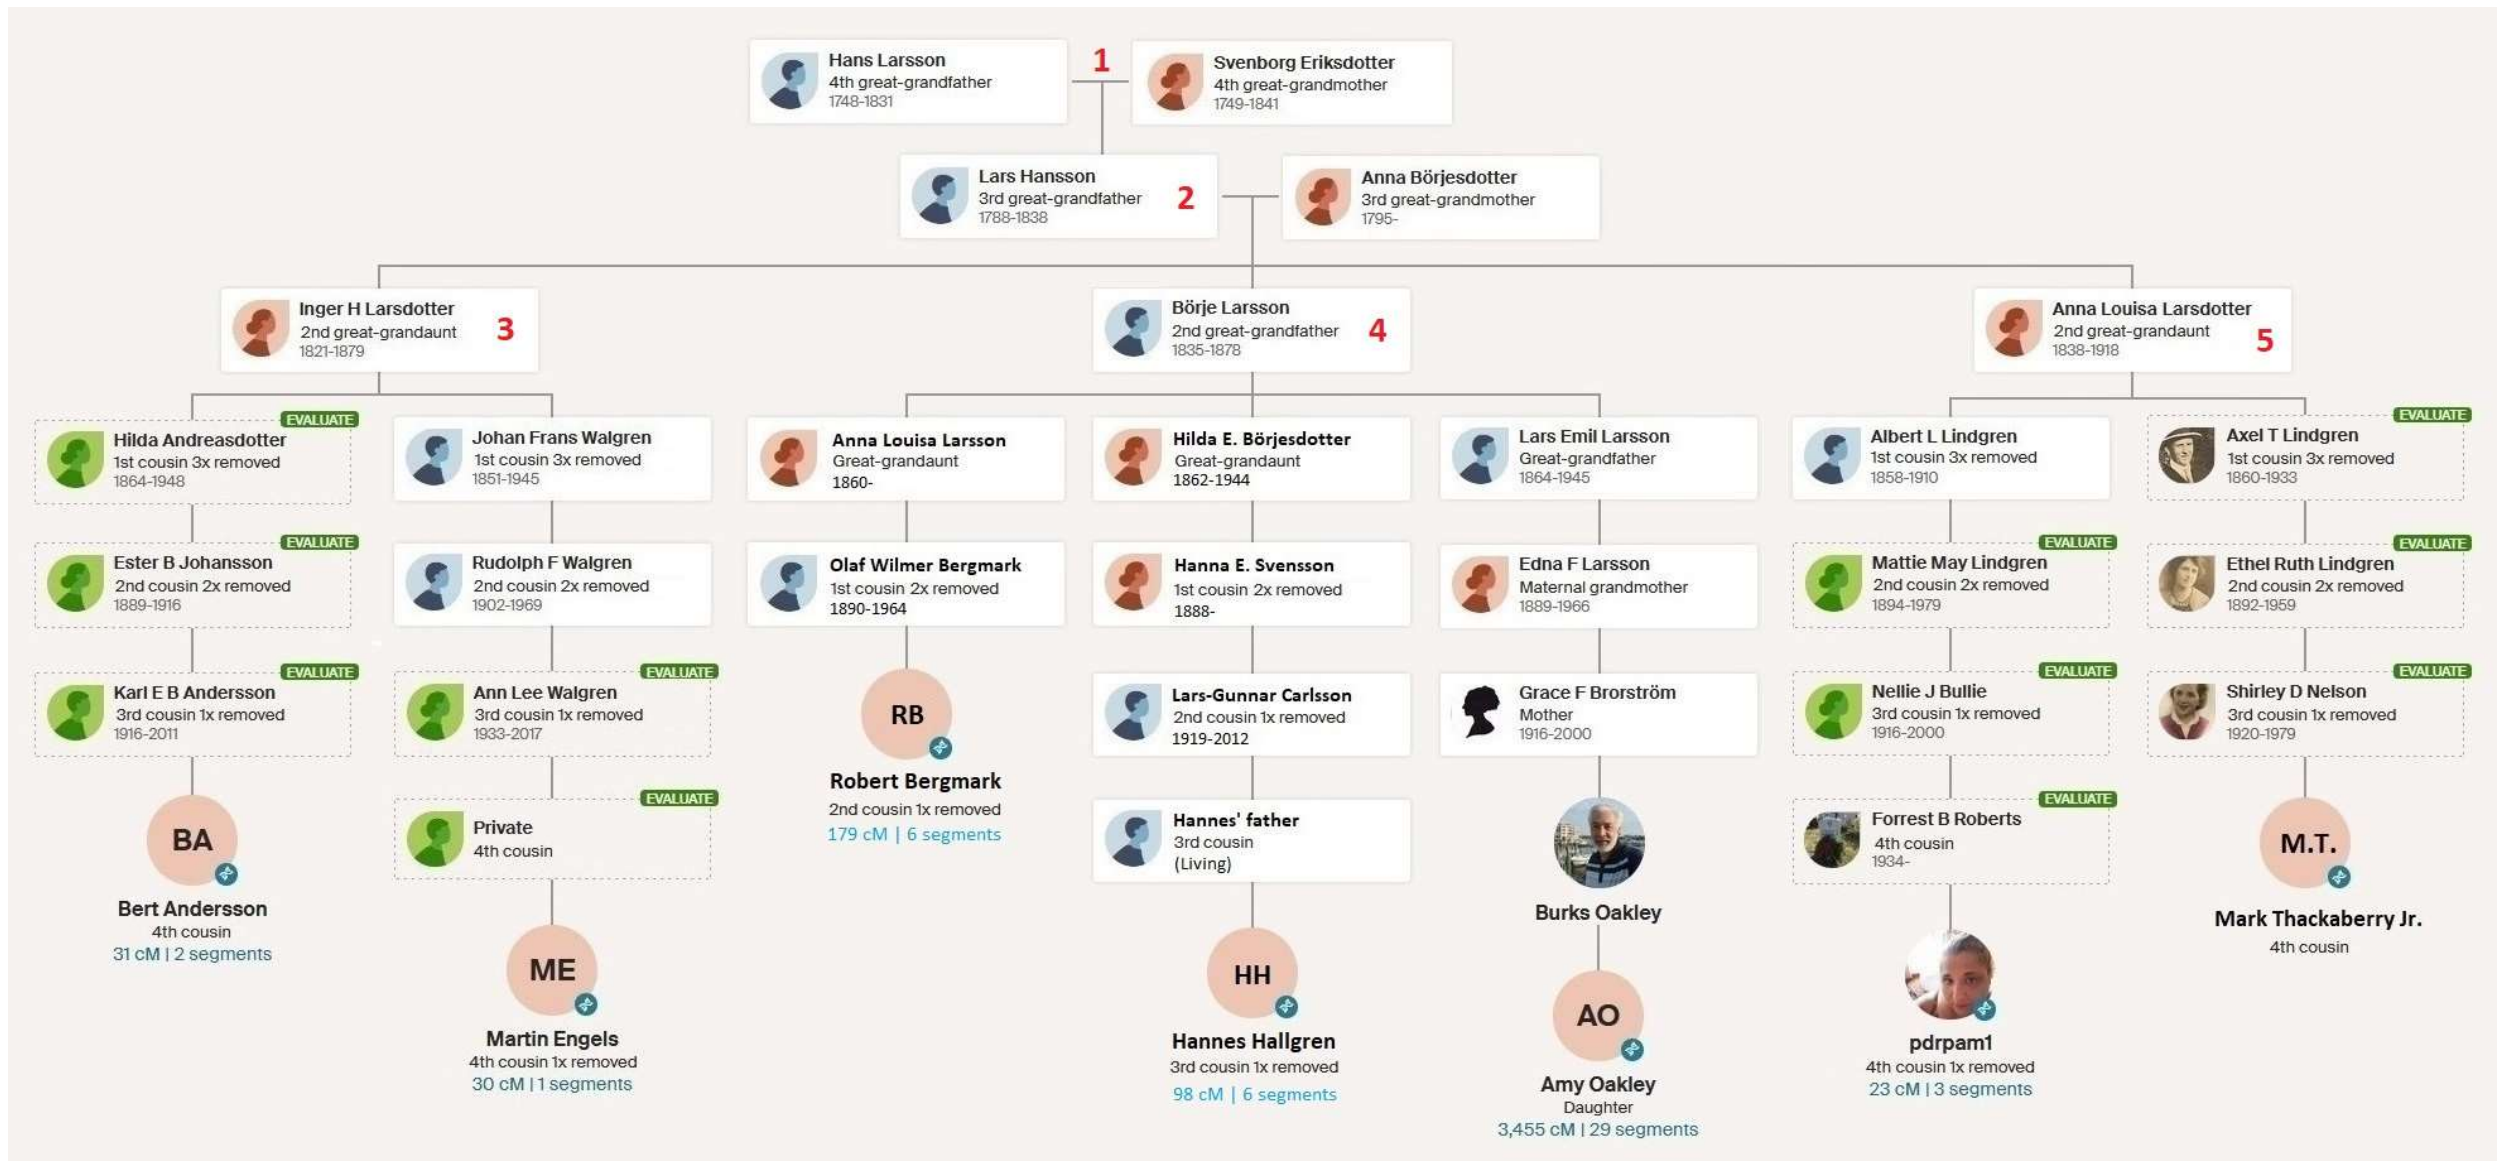 Hans Larsson
4th great-grandfather
1748-1831
1
Svenborg Eriksdotter
4th great-grandmother
1749-1841
Lars Hansson
3rd great-grandfather
1788-1838
2
Anna Börjesdotter
3rd great-grandmother
1795-
Inger H Larsdotter
2nd great-grandaunt
1821-1879
3
Börje Larsson
2nd great-grandfather
1835-1878
4
Anna Louisa Larsdotter
2nd great-grandaunt
1838-1918
5
EVALUATE
Hilda Andreasdotter
1st cousin 3x removed
1864-1948
Johan Frans Walgren
1st cousin 3x removed
1851-1945
Anna Louisa Larsson
Great-grandaunt
1860-
Hilda E. Börjesdotter
Great-grandaunt
1862-1944
Lars Emil Larsson
Great-grandfather
1864-1945
Albert L Lindgren
1st cousin 3x removed
1858-1910
EVALUATE
Axel T Lindgren
1st cousin 3x removed
1860-1933
EVALUATE
Ester B Johansson
2nd cousin 2x removed
1889-1916
Rudolph F Walgren
2nd cousin 2x removed
1902-1969
Olaf Wilmer Bergmark
1st cousin 2x removed
1890-1964
Hanna E. Svensson
1st cousin 2x removed
1888-
Edna F Larsson
Maternal grandmother
1889-1966
EVALUATE
Mattie May Lindgren
2nd cousin 2x removed
1894-1979
EVALUATE
Ethel Ruth Lindgren
2nd cousin 2x removed
1892-1959
EVALUATE
Karl E B Andersson
3rd cousin 1x removed
1916-2011
EVALUATE
Ann Lee Walgren
3rd cousin 1x removed
1933-2017
RB
Robert Bergmark
2nd cousin 1x removed
179 cM | 6 segments
Lars-Gunnar Carlsson
2nd cousin 1x removed
1919-2012
Grace F Brorström
Mother
1916-2000
EVALUATE
Nellie J Bullie
3rd cousin 1x removed
1916-2000
EVALUATE
Shirley D Nelson
3rd cousin 1x removed
1920-1979
BA
Bert Andersson
4th cousin
31 cM | 2 segments
EVALUATE
Private
4th cousin
Hannes' father
3rd cousin
(Living)
Burks Oakley
EVALUATE
Forrest B Roberts
4th cousin
1934-
M.T.
Mark Thackaberry Jr.
4th cousin
ME
Martin Engels
4th cousin 1x removed
30 cM | 1 segments
HH
Hannes Hallgren
3rd cousin 1x removed
98 cM | 6 segments
AO
Amy Oakley
Daughter
3,455 cM | 29 segments
pdrpam1
4th cousin 1x removed
23 cM | 3 segments